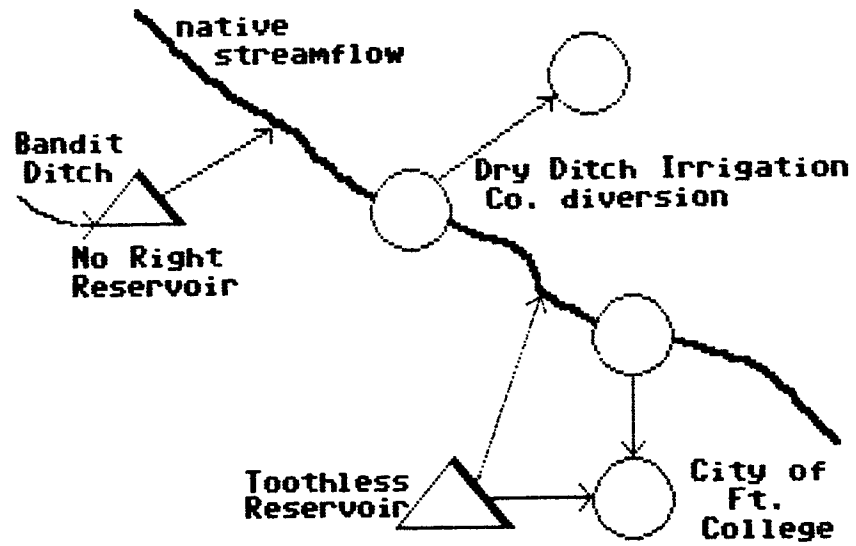 native
streamflow
Bandit
Ditch
Dry Ditch Irrigation
Co. diversion
No Right
Reservoir
Toothless
Reservoir
City of
Ft.
College